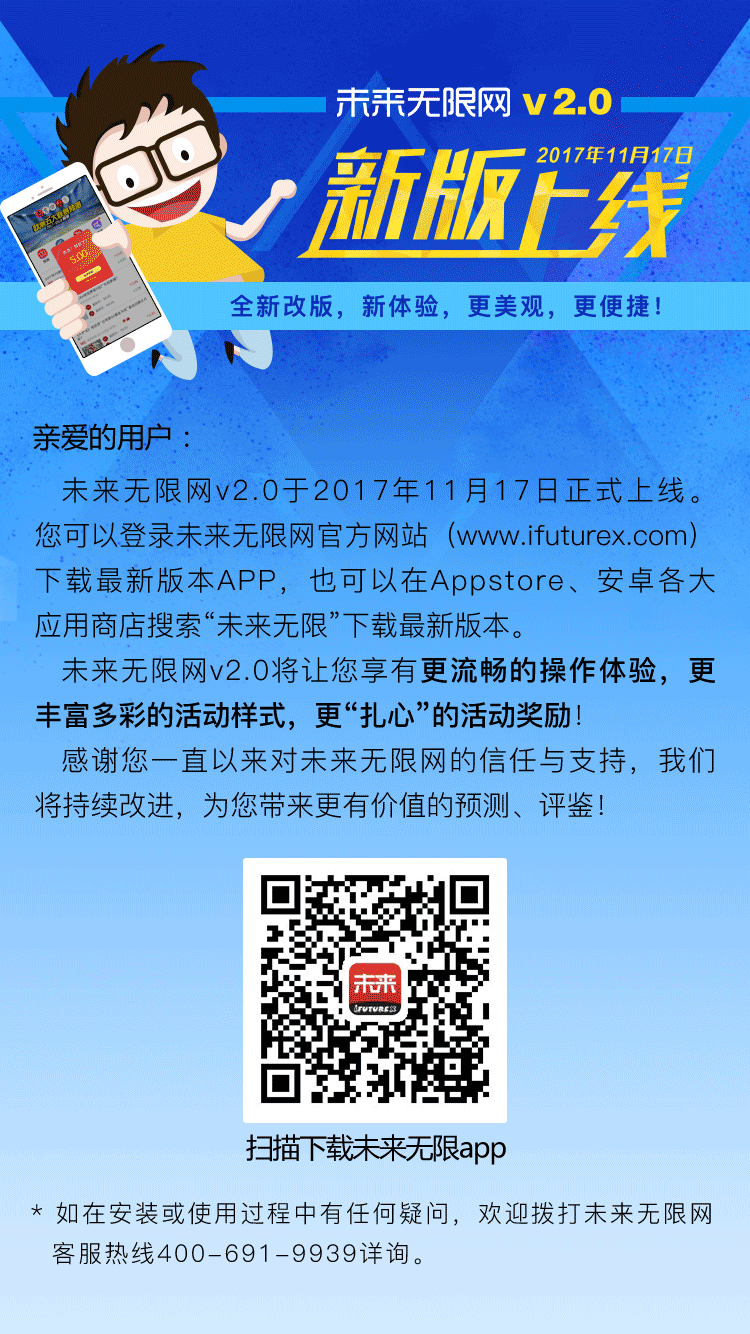 未来无限网 v 2.0
2017年11月17日
新版上线
全新改版，新体验，更美观，更便捷！
5.00
亲爱的用户：
未来无限网v2.0于2017年11月17日正式上线。
您可以登录未来无限网官方网站（www.ifuturex.com）
下载最新版本APP，也可以在Appstore、安卓各大
应用商店搜索“未来无限”下载最新版本。
未来无限网v2.0将让您享有更流畅的操作体验，更
丰富多彩的活动样式，更“扎心”的活动奖励！
感谢您一直以来对未来无限网的信任与支持，我们
将持续改进，为您带来更有价值的预测、评鉴！
未来
iFUTUREX
扫描下载未来无限app
* 如在安装或使用过程中有任何疑问，欢迎拨打未来无限网
客服热线400-691-9939详询。